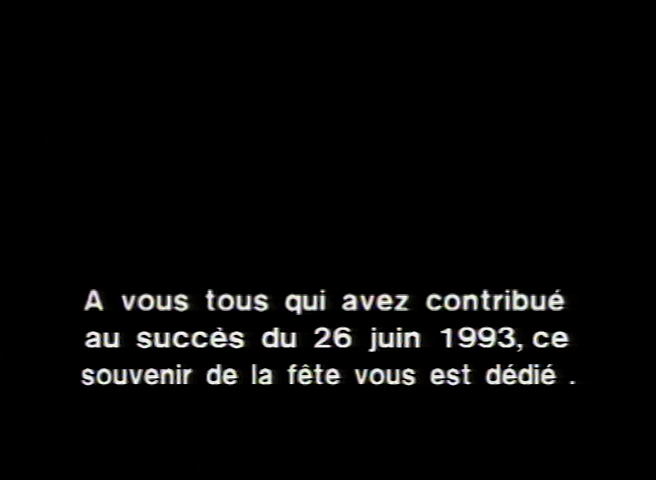 A vous tous qui avez contribué
au succès du 26 juin 1993, ce
souvenir de la fête vous est dédié .